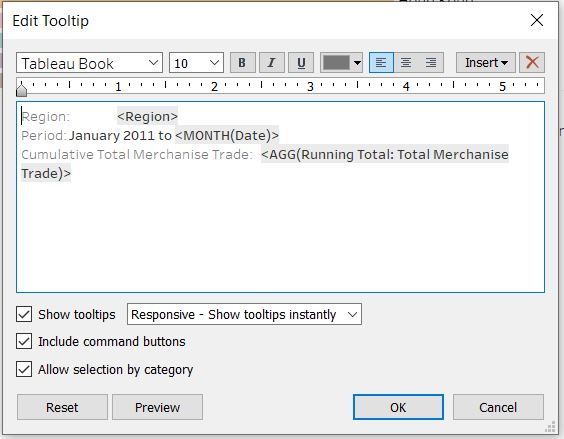 Edit Tooltip
Tableau Book 10 B I U Insert
1 2 3 4 5
Region: <Region>
Period: January 2011 to <MONTH(Date)>
Cumulative Total Merchanise Trade: <AGG(Running Total: Total Merchanise
Trade)>
Show tooltips Responsive - Show tooltips instantly
Include command buttons
Allow selection by category
Reset Preview OK Cancel